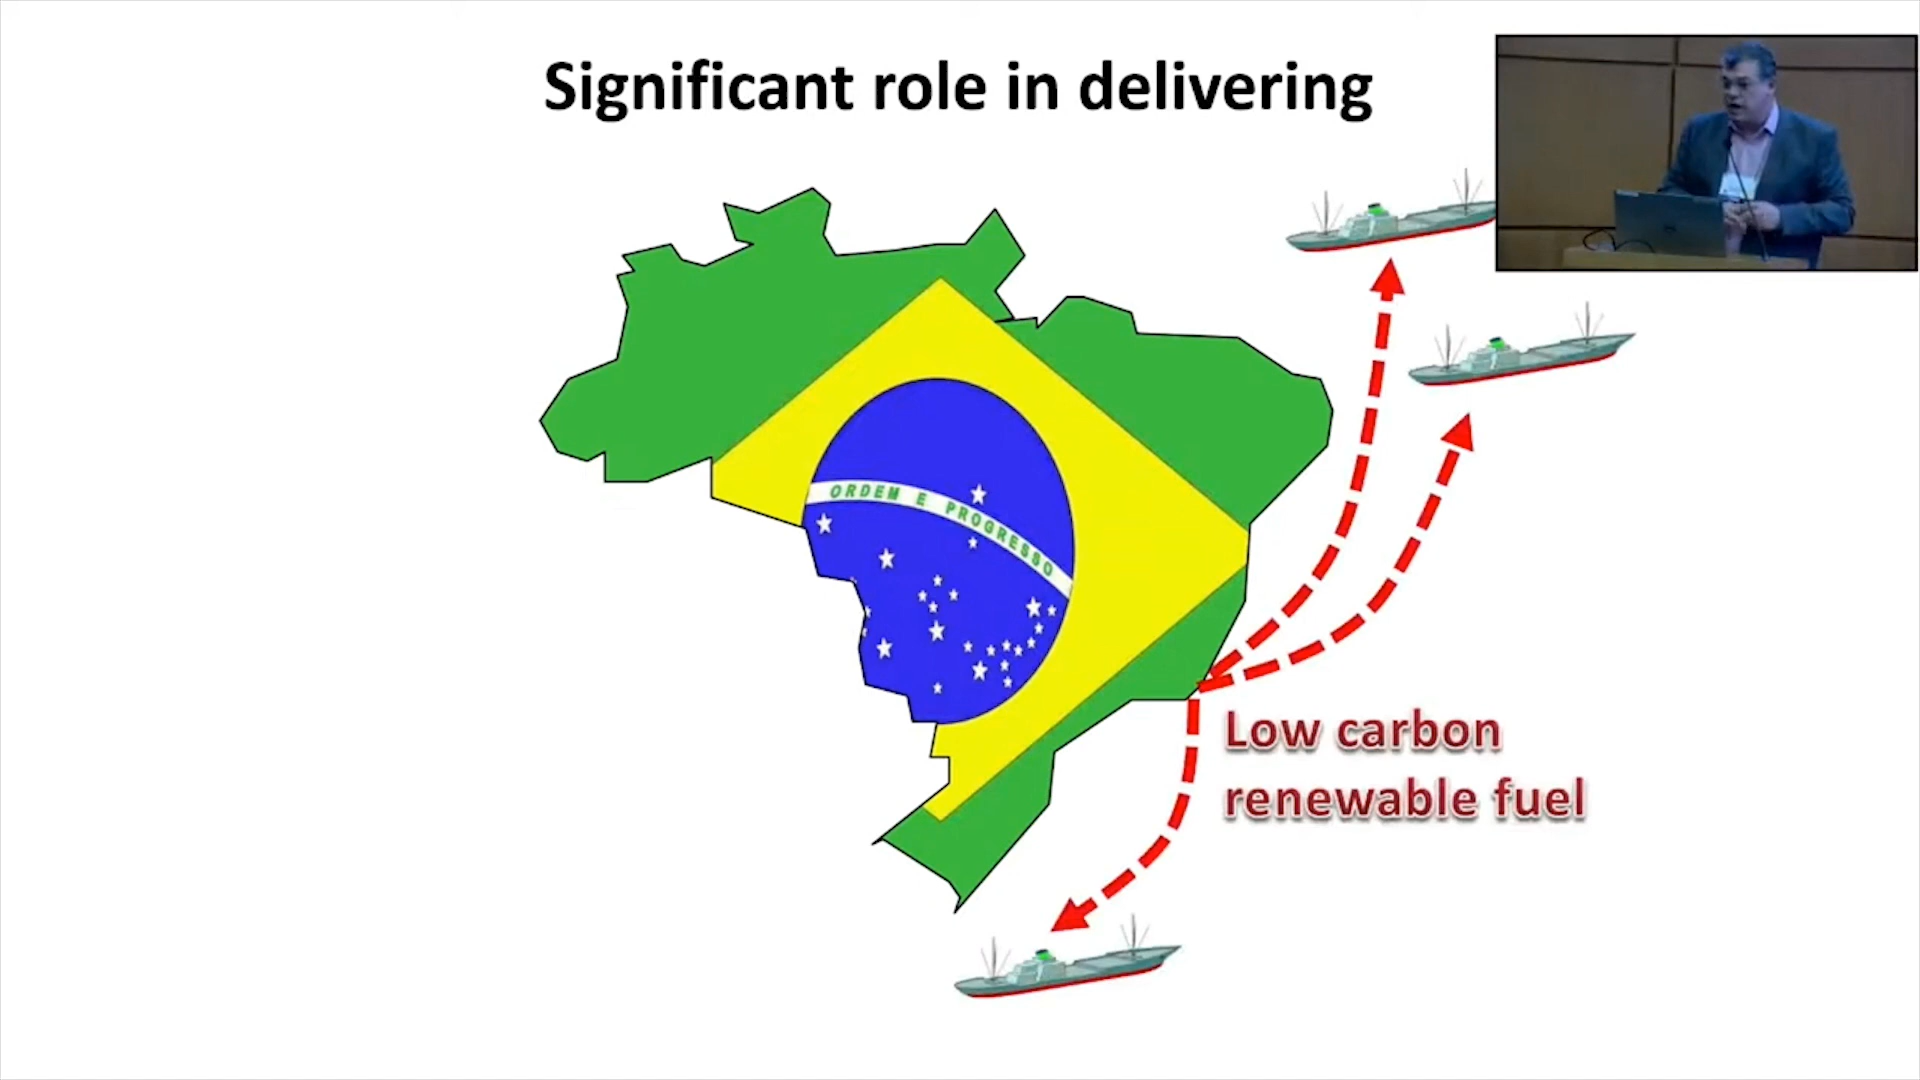 Significant role in delivering
ORDEM E PROGRESSO
Low carbon
renewable fuel